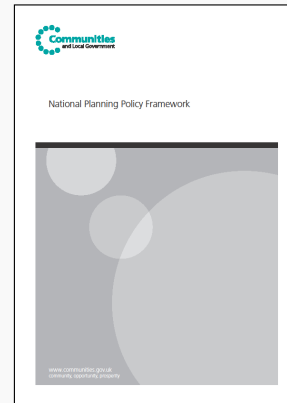 Communities
and Local Government
National Planning Policy Framework
www.communities.gov.uk
community, opportunity, prosperity